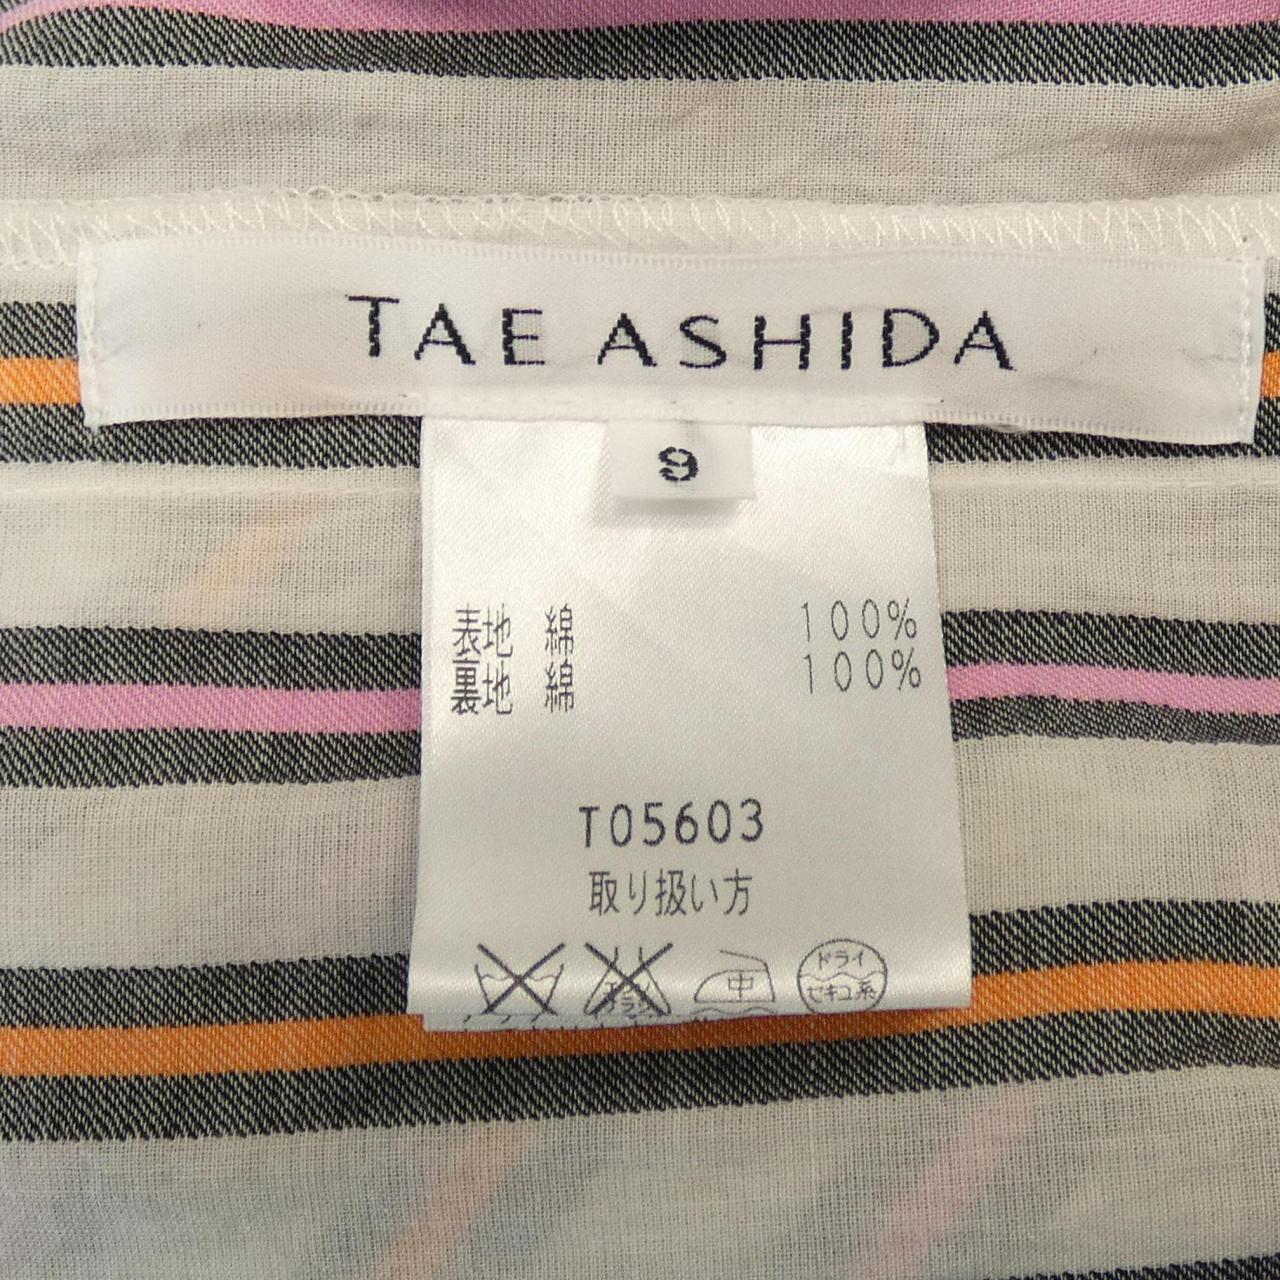 TAE ASHIDA
9
表地 綿 100%
裏地 綿 100%
T05603
取り扱い方
中
ドライ
セキユ系